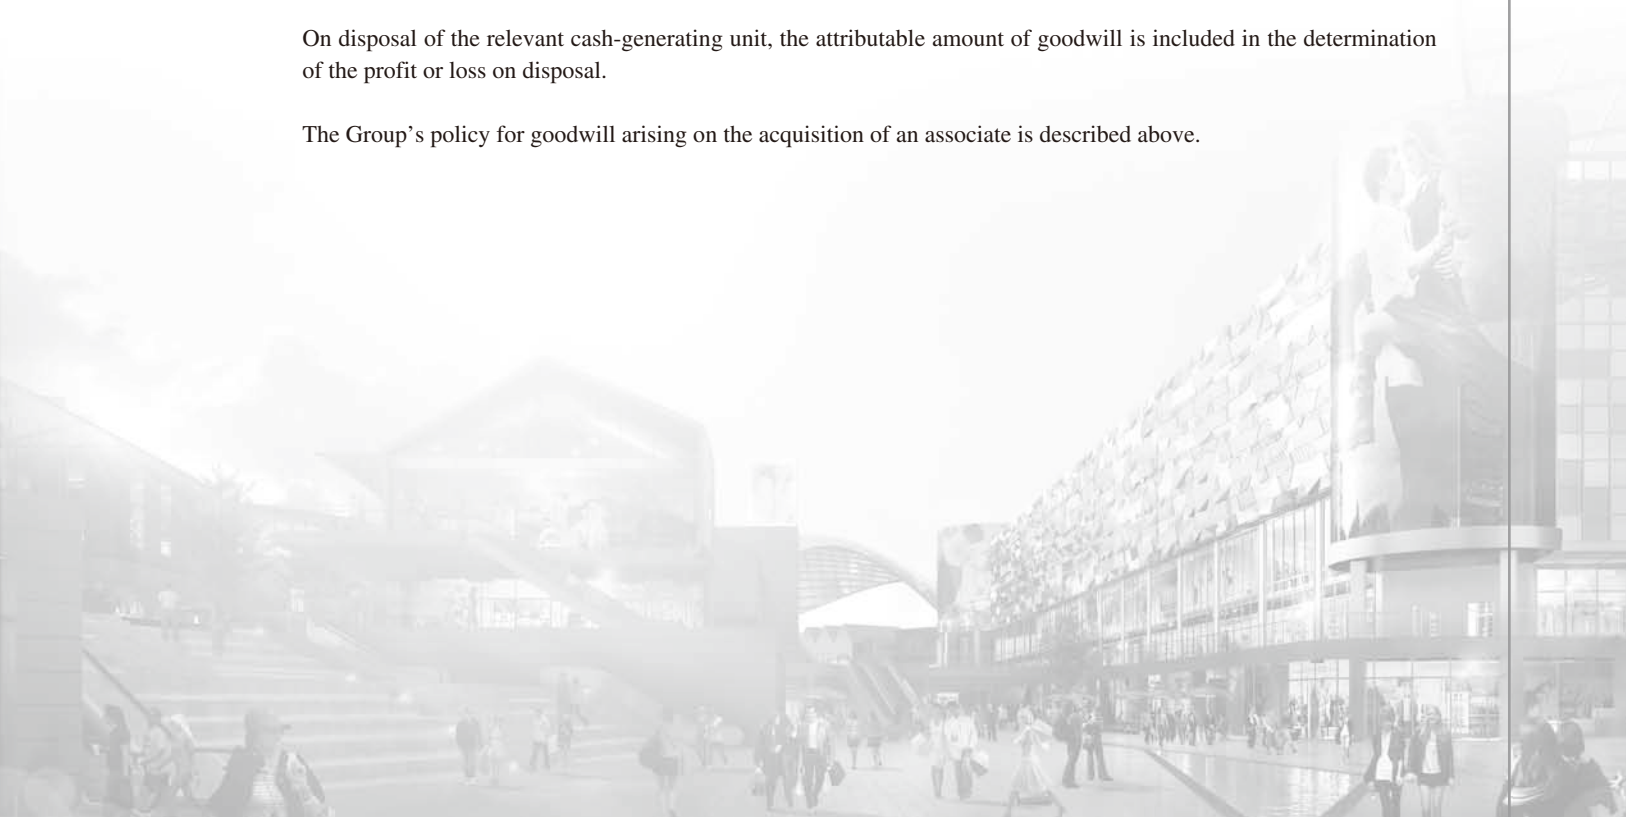 On disposal of the relevant cash-generating unit, the attributable amount of goodwill is included in the determination
of the profit or loss on disposal.
The Group’s policy for goodwill arising on the acquisition of an associate is described above.